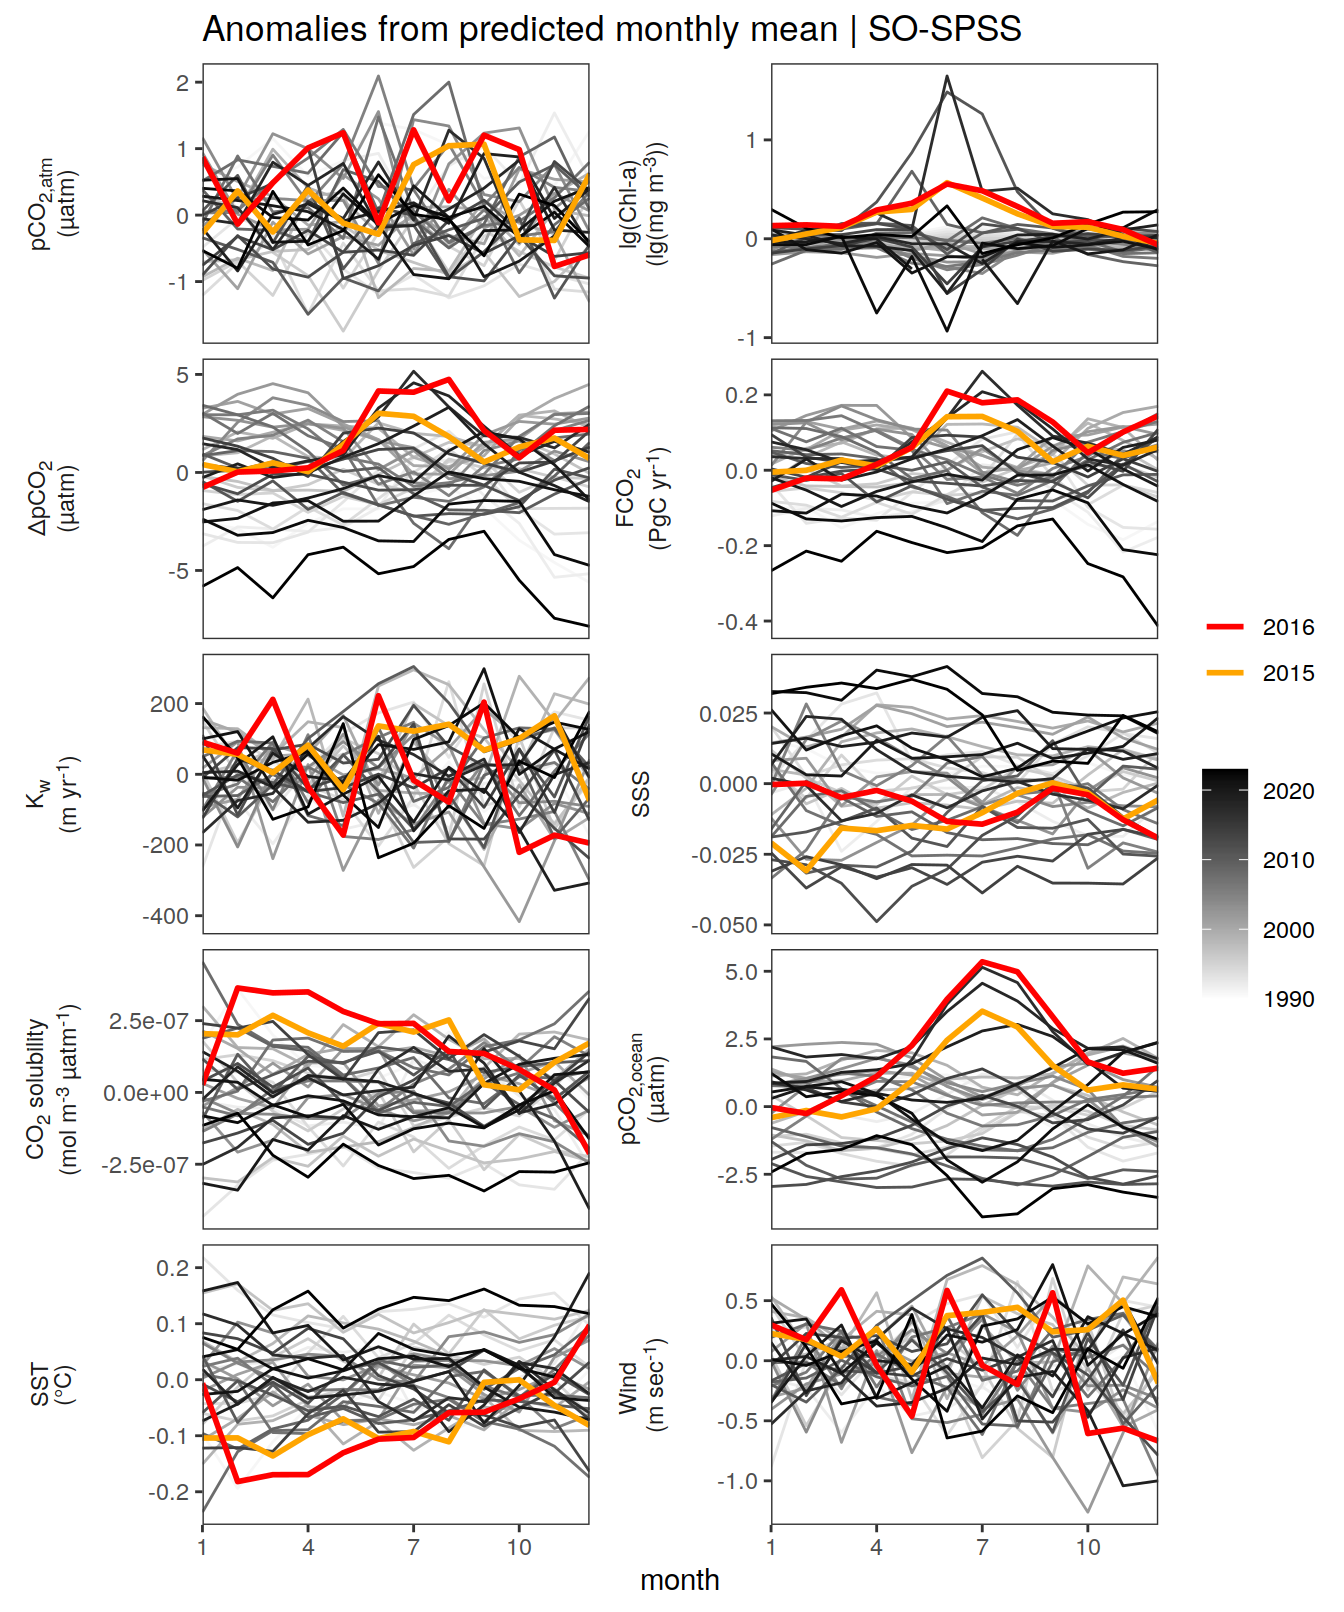 Anomalies from predicted monthly mean | SO-SPSS
pCO2,atm
(µatm)
2
1
0
-1
lg(Chl-a)
(lg(mg m-3))
1
0
-1
ΔpCO2
(µatm)
5
0
-5
FCO2
(PgC yr-1)
0.2
0.0
-0.2
-0.4
Kw
(m yr-1)
200
0
-200
-400
SSS
0.025
0.000
-0.025
-0.050
CO2 solubility
(mol m-3 µatm-1)
2.5e-07
0.0e+00
-2.5e-07
pCO2,ocean
(µatm)
5.0
2.5
0.0
-2.5
SST
(°C)
0.2
0.1
0.0
-0.1
-0.2
Wind
(m sec-1)
0.5
0.0
-0.5
-1.0
1 4 7 10
1 4 7 10
month
2016
2015
2020
2010
2000
1990